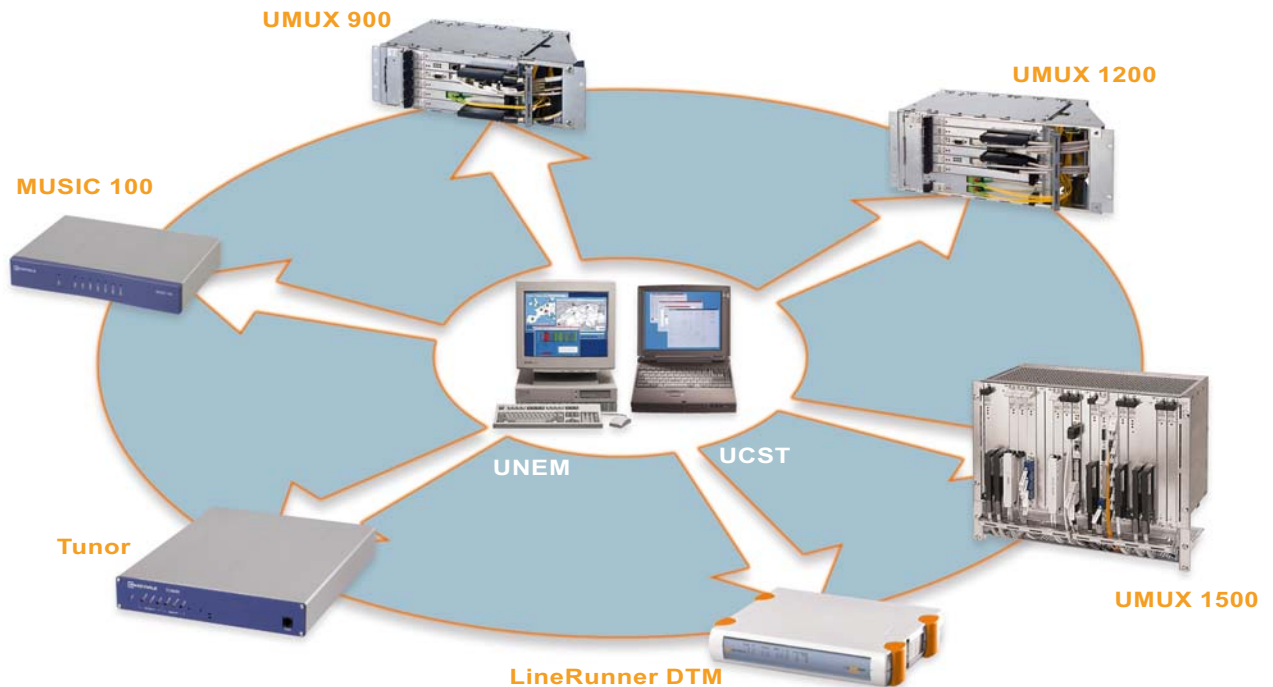 UMUX 900
UMUX 1200
MUSIC 100
UNEM
UCST
Tunor
UMUX 1500
LineRunner DTM